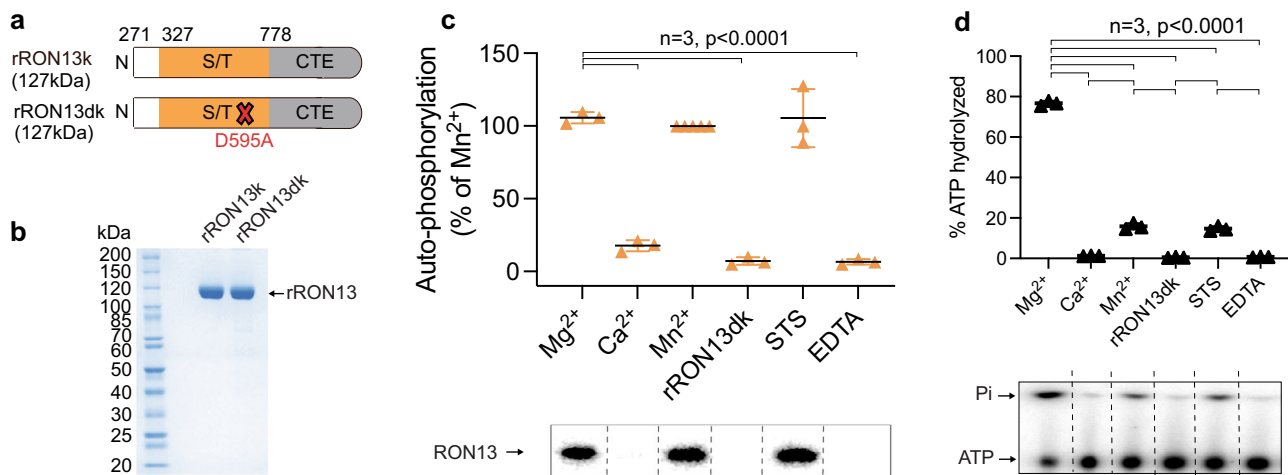 a
271 327 778
rRON13k
(127kDa)
N S/T CTE
rRON13dk
(127kDa)
N S/T CTE
D595A
b
kDa
rRON13k
rRON13dk
200
150
120
100
85
70
60
50
40
30
25
20
rRON13
c
n=3, p<0.0001
Auto-phosphorylation
(% of Mn²⁺)
150
100
50
0
Mg²⁺
Ca²⁺
Mn²⁺
rRON13dk
STS
EDTA
RON13
d
n=3, p<0.0001
% ATP hydrolyzed
100
80
60
40
20
0
Mg²⁺
Ca²⁺
Mn²⁺
rRON13dk
STS
EDTA
Pi
ATP